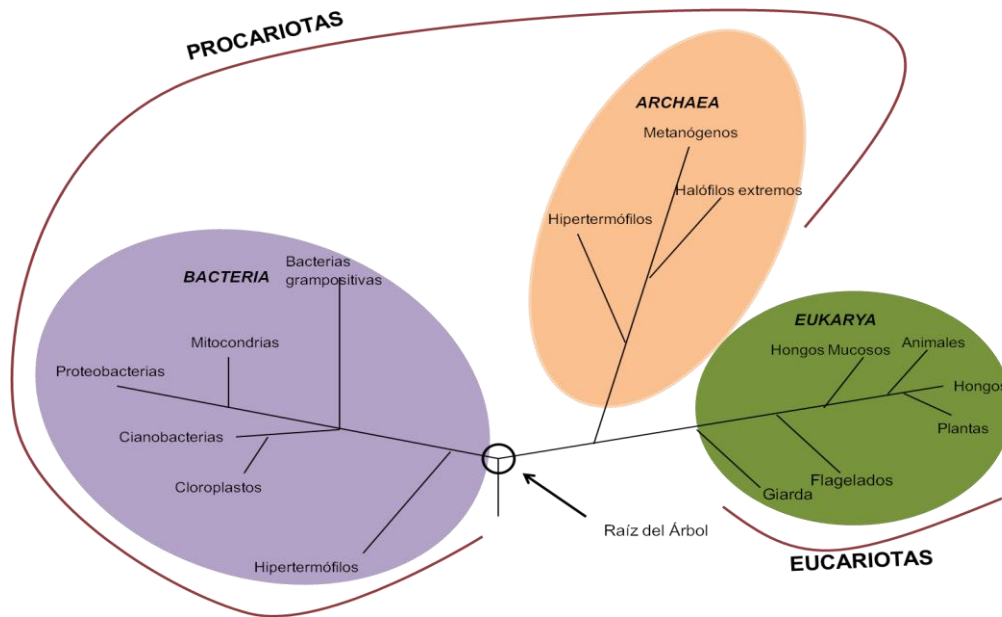 PROCARIOTAS
ARCHAEA
Metanógenos
Halófilos extremos
Hipertermófilos
BACTERIA
Bacterias
grampositivas
Mitocondrias
Proteobacterias
Cianobacterias
Cloroplastos
Hipertermófilos
EUKARYA
Hongos Mucosos
Animales
Hongos
Plantas
Flagelados
Giarda
Raíz del Árbol
EUCARIOTAS